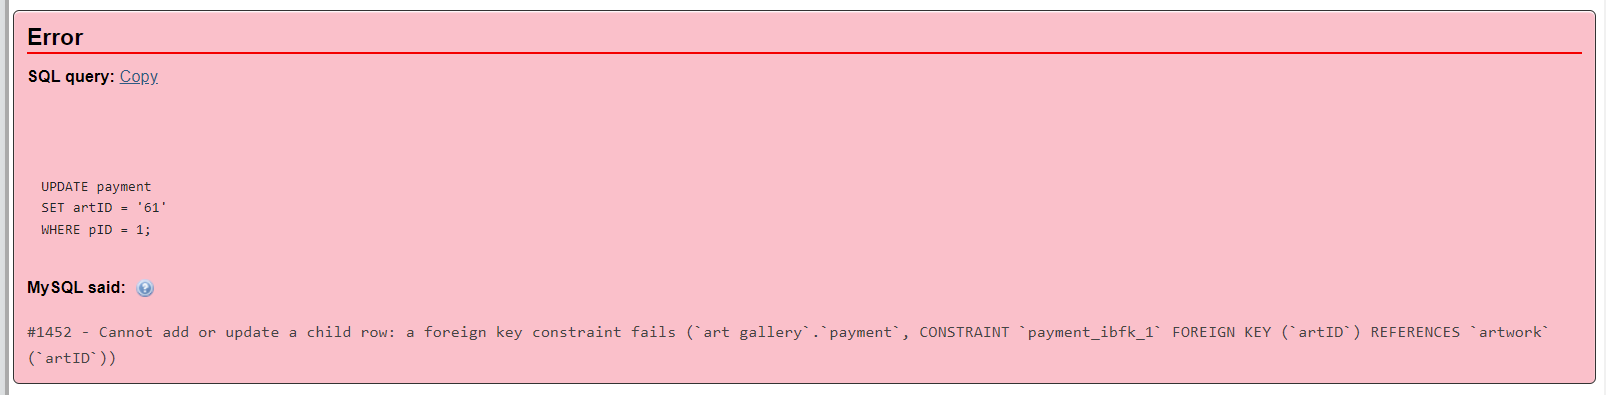 Error
SQL query: Copy
UPDATE payment
SET artID = '61'
WHERE pID = 1;
MySQL said:
#1452 - Cannot add or update a child row: a foreign key constraint fails (`art gallery`.`payment`, CONSTRAINT `payment_ibfk_1` FOREIGN KEY (`artID`) REFERENCES `artwork`
(`artID`))